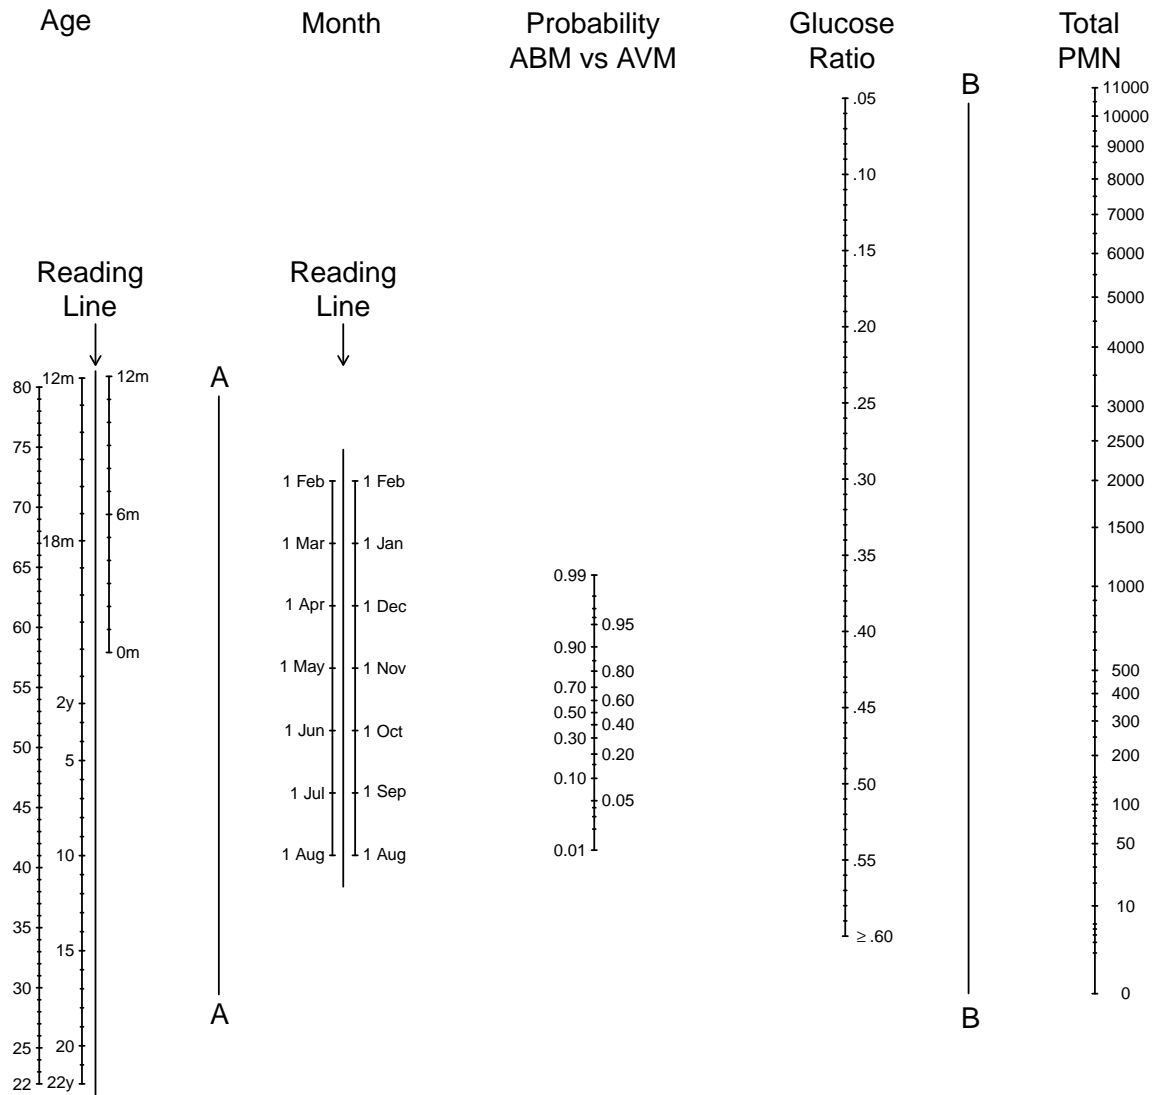 Age
Month
Probability
ABM vs AVM
Glucose
Ratio
Total
PMN
Reading
Line
Reading
Line
80
75
70
65
60
55
50
45
40
35
30
25
22
12m
18m
2y
5
10
15
20
22y
12m
6m
0m
A
A
1 Feb
1 Mar
1 Apr
1 May
1 Jun
1 Jul
1 Aug
1 Feb
1 Jan
1 Dec
1 Nov
1 Oct
1 Sep
1 Aug
0.99
0.95
0.90
0.80
0.70
0.60
0.50
0.40
0.30
0.20
0.10
0.05
0.01
.05
.10
.15
.20
.25
.30
.35
.40
.45
.50
.55
≥ .60
B
B
11000
10000
9000
8000
7000
6000
5000
4000
3000
2500
2000
1500
1000
500
400
300
200
100
50
10
0